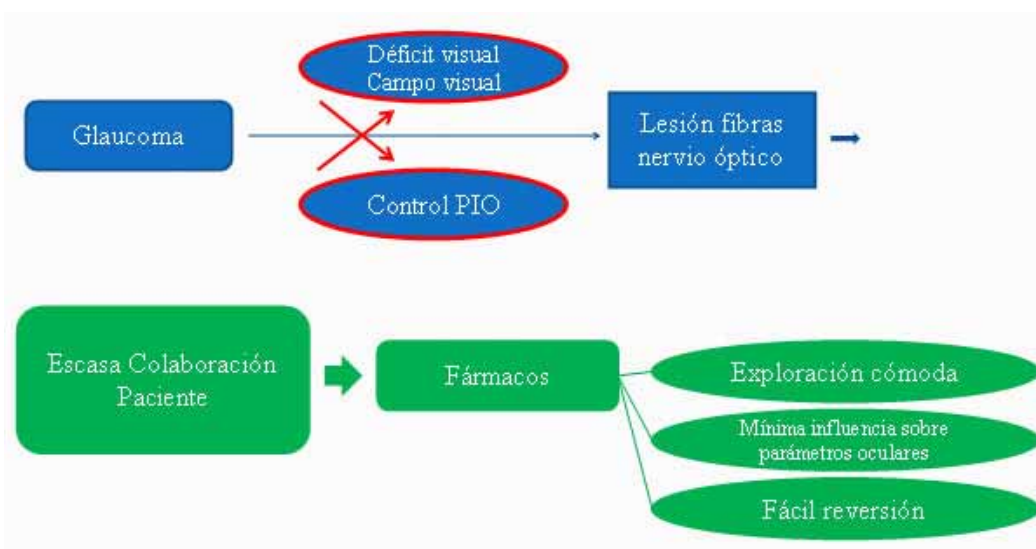 Déficit visual
Campo visual
Glaucoma
Lesión fibras
nervio óptico
Control PIO
Escasa Colaboración
Paciente
Fármacos
Exploración cómoda
Mínima influencia sobre
parámetros oculares
Fácil reversión